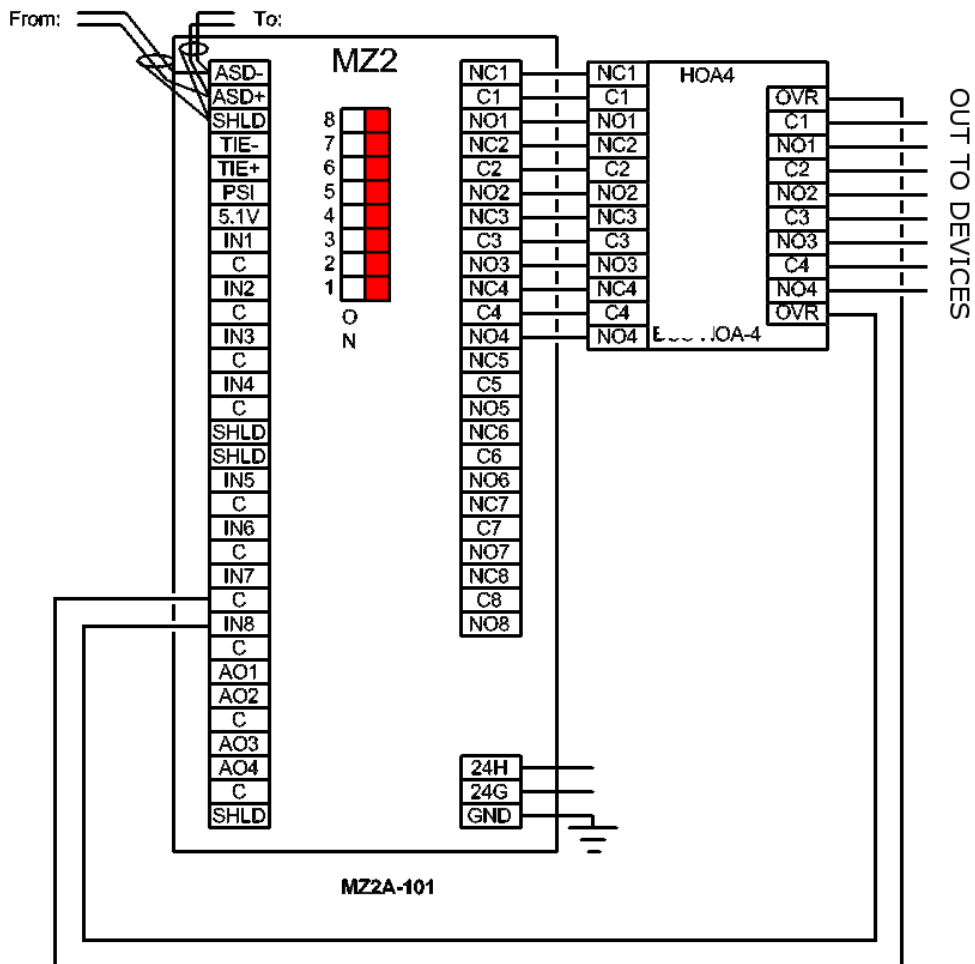 From:
To:
MZ2
ASD-
ASD+
SHLD
TIE-
TIE+
PSI
5.1V
IN1
C
IN2
C
IN3
C
IN4
C
SHLD
SHLD
IN5
C
IN6
C
IN7
C
IN8
C
AO1
AO2
C
AO3
AO4
C
SHLD
8
7
6
5
4
3
2
1
O
N
NC1
C1
NO1
NC2
C2
NO2
NC3
C3
NO3
NC4
C4
NO4
NC5
C5
NO5
NC6
C6
NO6
NC7
C7
NO7
NC8
C8
NO8
24H
24G
GND
MZ2A-101
HOA4
NC1
C1
NO1
NC2
C2
NO2
NC3
C3
NO3
NC4
C4
NO4
OVR
C1
NO1
C2
NO2
C3
NO3
C4
NO4
OVR
OUT TO DEVICES